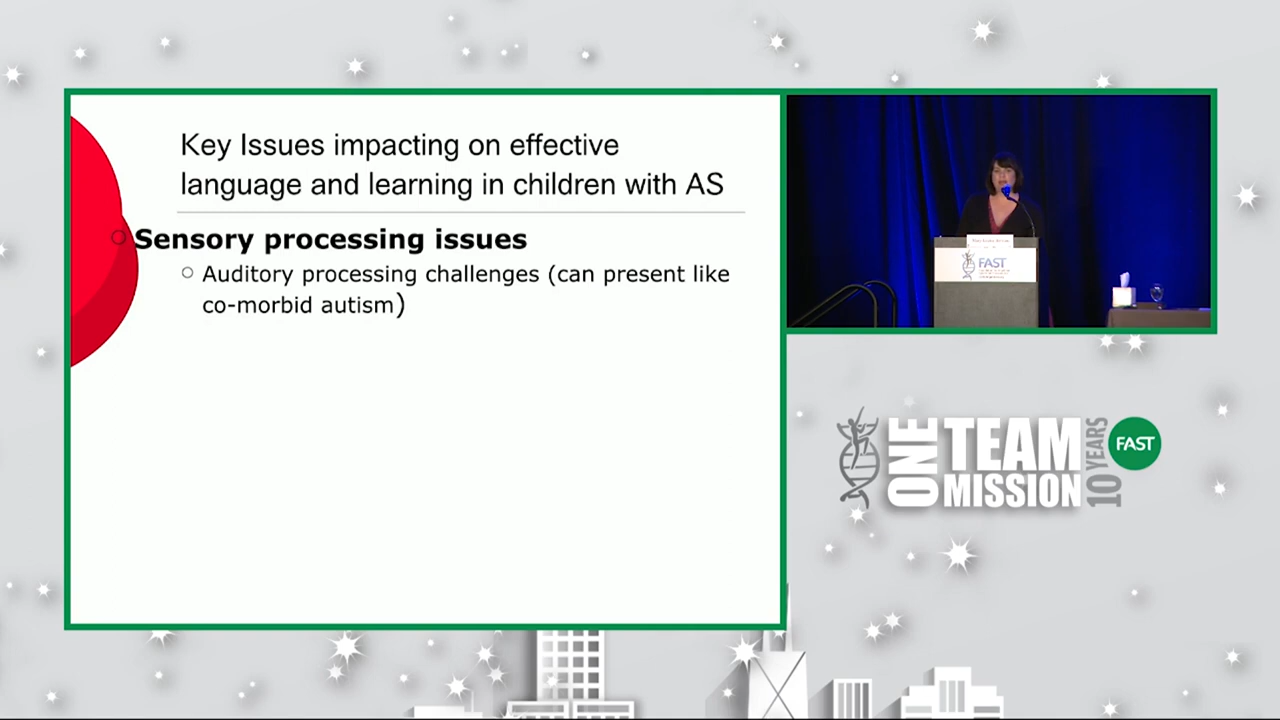 Key Issues impacting on effective
language and learning in children with AS
Sensory processing issues
Auditory processing challenges (can present like
co-morbid autism)
FAST
ONE
TEAM
MISSION
10 YEARS
FAST